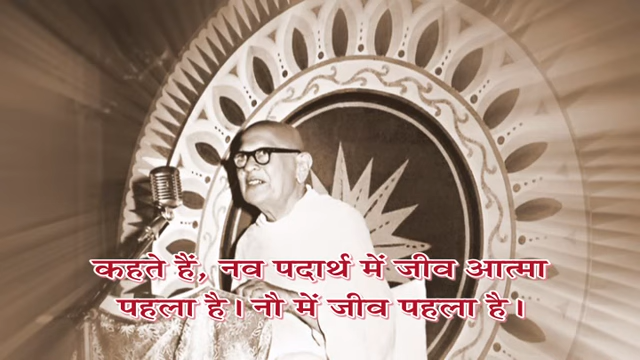 कहते हैं, नव पदार्थ में जीव आत्मा
पहला है। नौ में जीव पहला है।